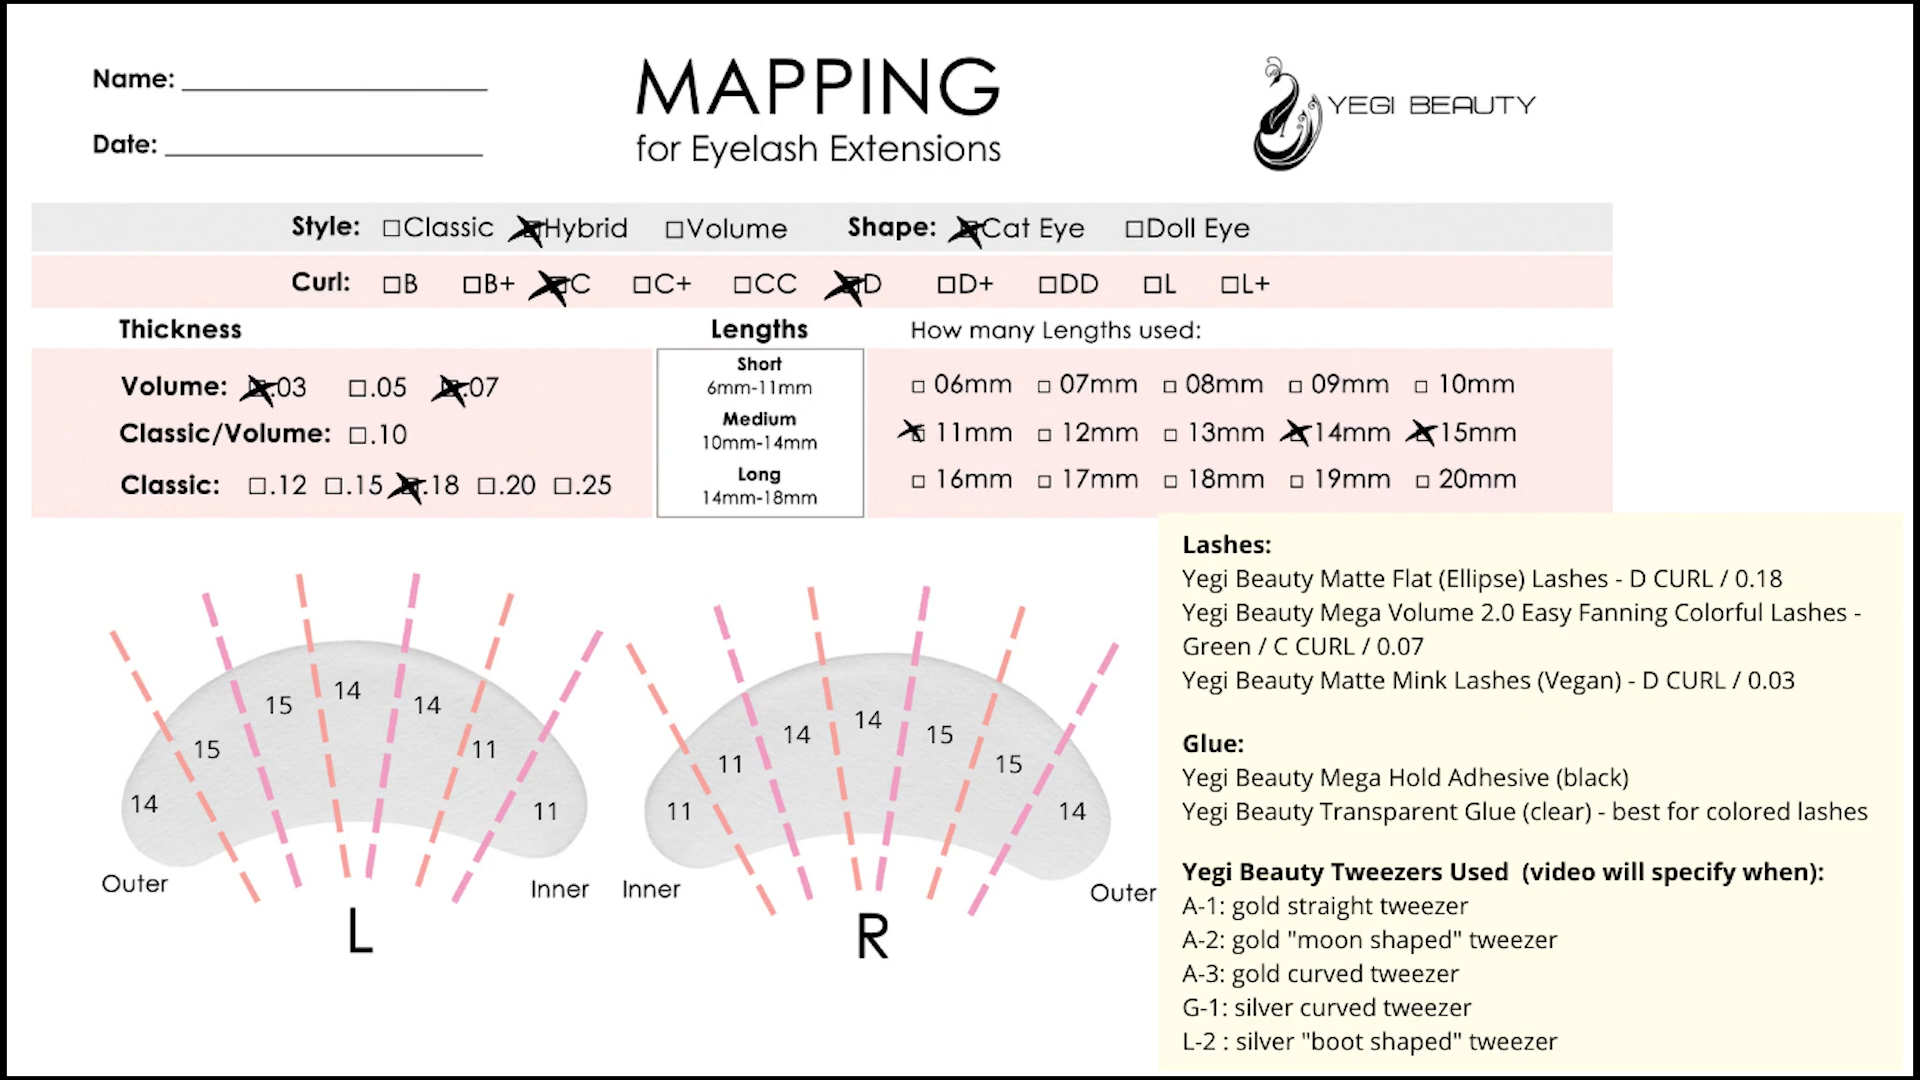 Name:
Date:
MAPPING
for Eyelash Extensions
YEGI BEAUTY
Style: □Classic □Hybrid □Volume Shape: □Cat Eye □Doll Eye
Curl: □B □B+ □C □C+ □CC □D □D+ □DD □L □L+
Thickness
Volume: □.03 □.05 □.07
Classic/Volume: □.10
Classic: □.12 □.15 □.18 □.20 □.25
Lengths
Short
6mm-11mm
Medium
10mm-14mm
Long
14mm-18mm
How many Lengths used:
□ 06mm □ 07mm □ 08mm □ 09mm □ 10mm
□ 11mm □ 12mm □ 13mm □ 14mm □ 15mm
□ 16mm □ 17mm □ 18mm □ 19mm □ 20mm
14 15 15 14 14 11 11
Outer Inner
L
11 11 14 14 15 15 14
Inner Outer
R
Lashes:
Yegi Beauty Matte Flat (Ellipse) Lashes - D CURL / 0.18
Yegi Beauty Mega Volume 2.0 Easy Fanning Colorful Lashes -
Green / C CURL / 0.07
Yegi Beauty Matte Mink Lashes (Vegan) - D CURL / 0.03
Glue:
Yegi Beauty Mega Hold Adhesive (black)
Yegi Beauty Transparent Glue (clear) - best for colored lashes
Yegi Beauty Tweezers Used (video will specify when):
A-1: gold straight tweezer
A-2: gold "moon shaped" tweezer
A-3: gold curved tweezer
G-1: silver curved tweezer
L-2 : silver "boot shaped" tweezer